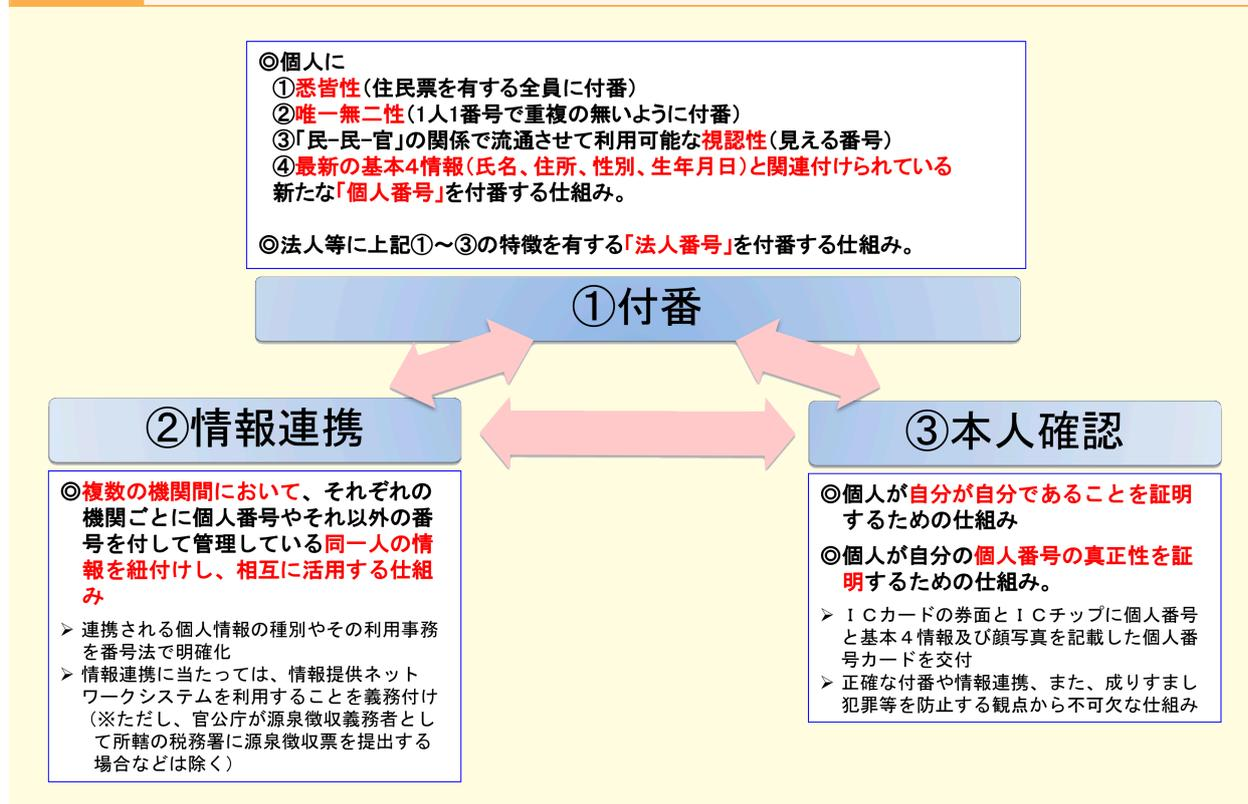 ◎個人に
①悉皆性（住民票を有する全員に付番）
②唯一無二性（1人1番号で重複の無いように付番）
③「民-民-官」の関係で流通させて利用可能な視認性（見える番号）
④最新の基本４情報（氏名、住所、性別、生年月日）と関連付けられている
新たな「個人番号」を付番する仕組み。
◎法人等に上記①～③の特徴を有する「法人番号」を付番する仕組み。
①付番
②情報連携
◎複数の機関間において、それぞれの
機関ごとに個人番号やそれ以外の番
号を付して管理している同一人の情
報を紐付けし、相互に活用する仕組
み
➢ 連携される個人情報の種別やその利用事務
を番号法で明確化
➢ 情報連携に当たっては、情報提供ネット
ワークシステムを利用することを義務付け
（※ただし、官公庁が源泉徴収義務者とし
て所轄の税務署に源泉徴収票を提出する
場合などは除く）
③本人確認
◎個人が自分が自分であることを証明
するための仕組み
◎個人が自分の個人番号の真正性を証
明するための仕組み。
➢ ＩＣカードの券面とＩＣチップに個人番号
と基本４情報及び顔写真を記載した個人番
号カードを交付
➢ 正確な付番や情報連携、また、成りすまし
犯罪等を防止する観点から不可欠な仕組み